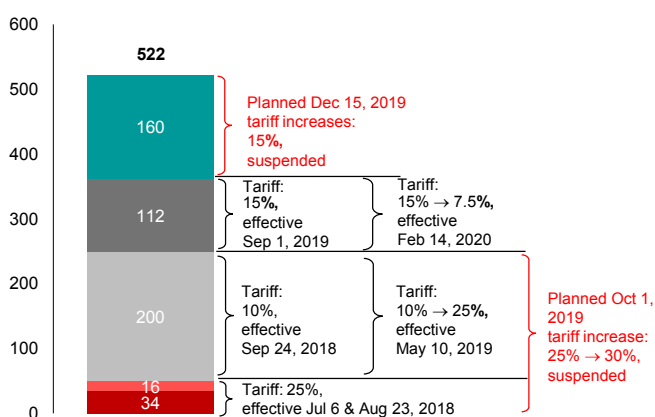 600
500
400
300
200
100
0
522
160
112
200
16
34
Planned Dec 15, 2019
tariff increases:
15%,
suspended
Tariff:
15%,
effective
Sep 1, 2019
Tariff:
15% → 7.5%,
effective
Feb 14, 2020
Tariff:
10%,
effective
Sep 24, 2018
Tariff:
10% → 25%,
effective
May 10, 2019
Planned Oct 1,
2019
tariff increase:
25% → 30%,
suspended
Tariff: 25%,
effective Jul 6 & Aug 23, 2018